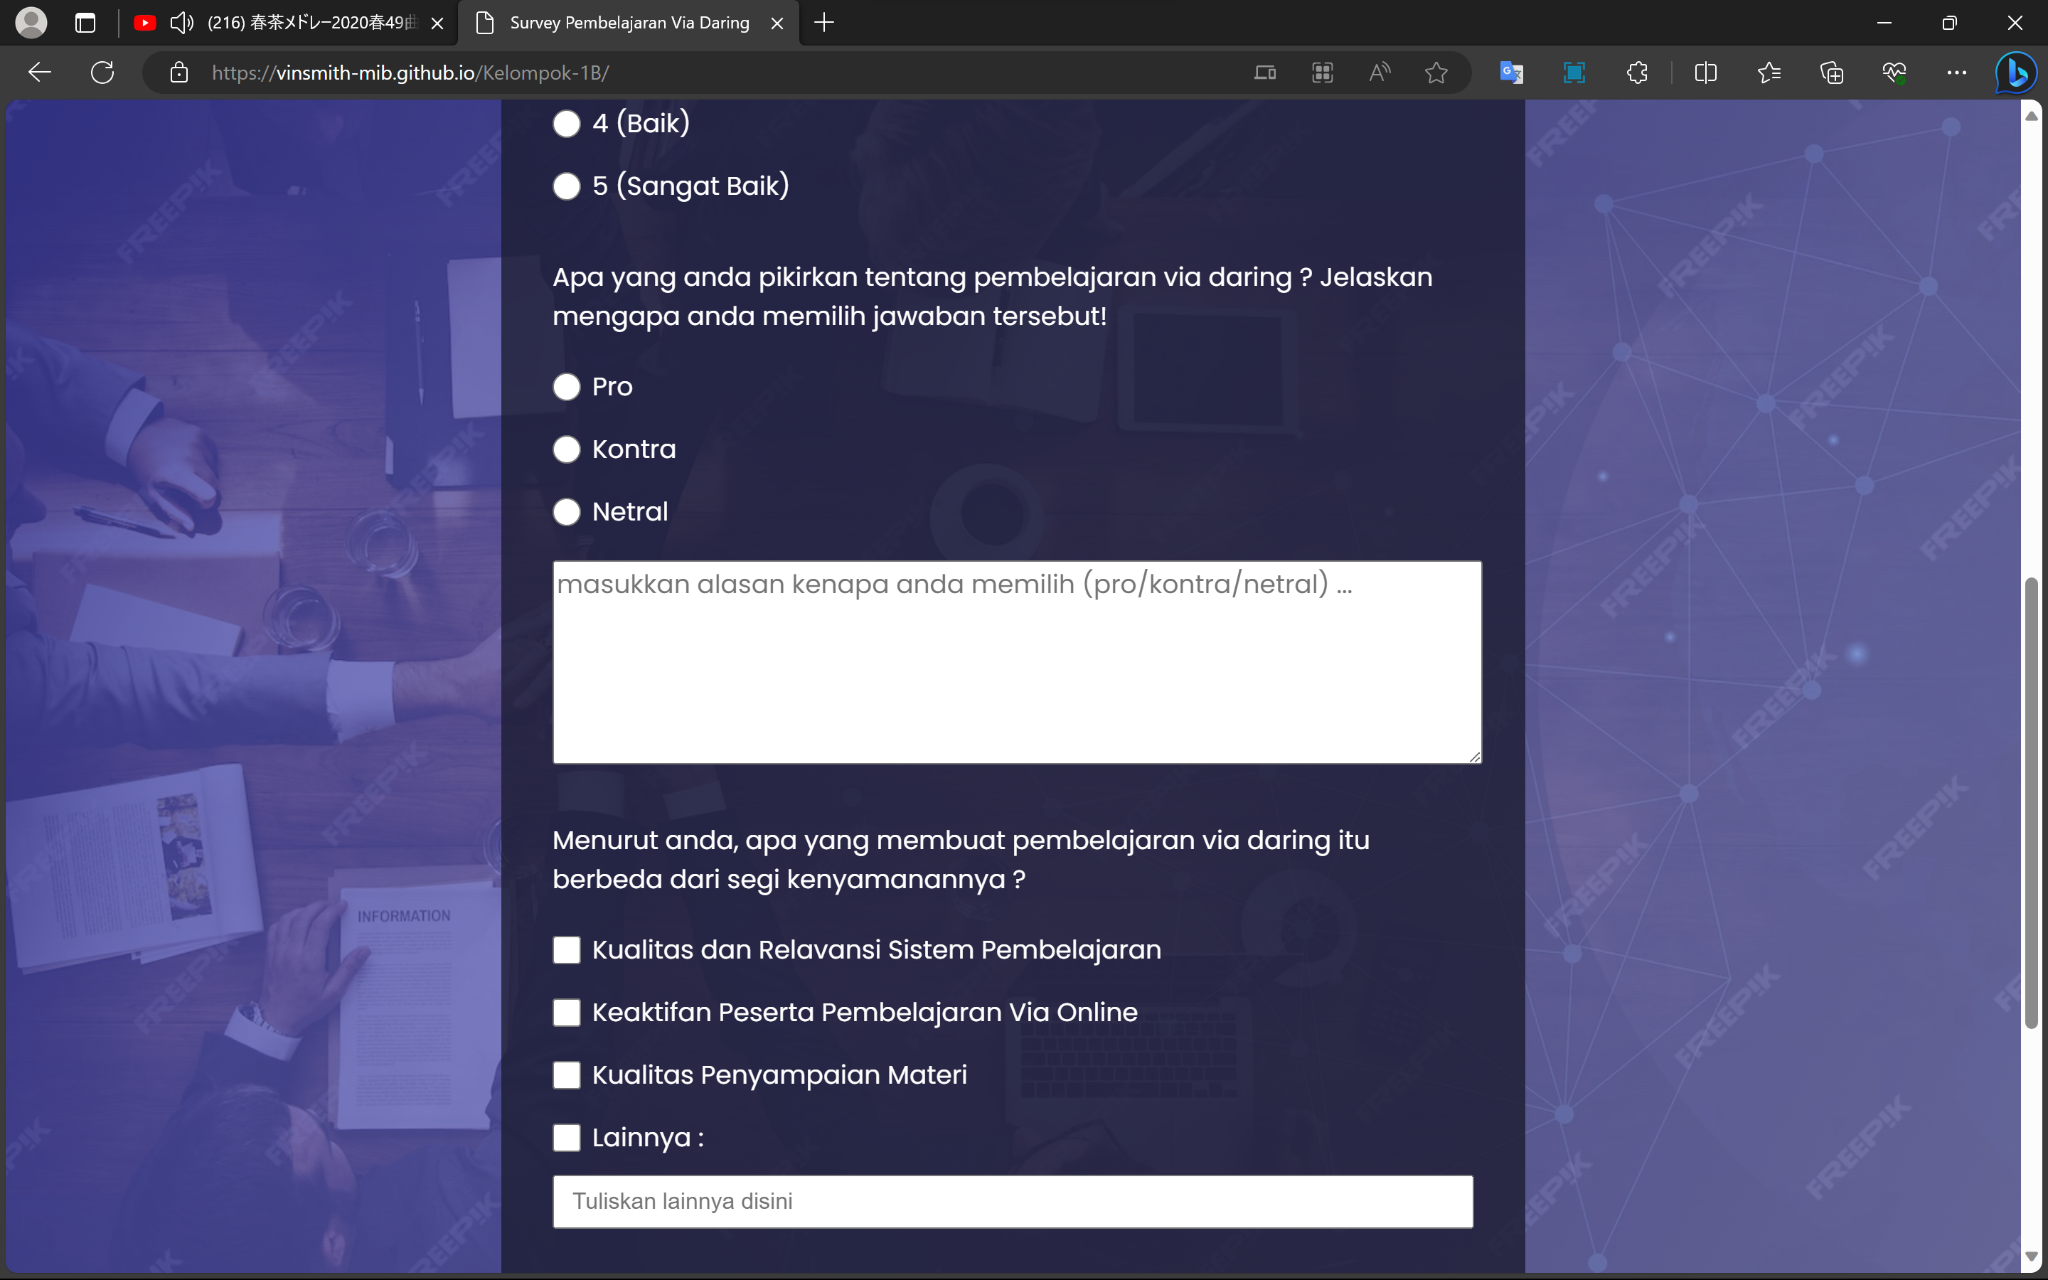 (216) 春茶メドレー2020春49曲
Survey Pembelajaran Via Daring
https://vinsmith-mib.github.io/Kelompok-1B/
4 (Baik)
5 (Sangat Baik)
Apa yang anda pikirkan tentang pembelajaran via daring ? Jelaskan
mengapa anda memilih jawaban tersebut!
Pro
Kontra
Netral
masukkan alasan kenapa anda memilih (pro/kontra/netral) ...
Menurut anda, apa yang membuat pembelajaran via daring itu
berbeda dari segi kenyamanannya ?
Kualitas dan Relavansi Sistem Pembelajaran
Keaktifan Peserta Pembelajaran Via Online
Kualitas Penyampaian Materi
Lainnya :
Tuliskan lainnya disini
INFORMATION
FREEPIK